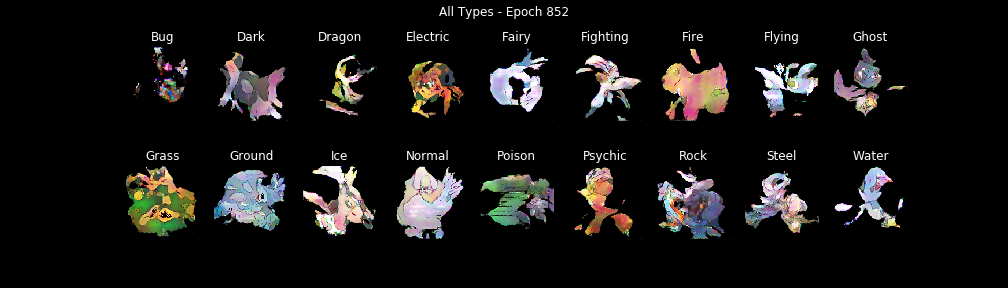 All Types - Epoch 852
Bug Dark Dragon Electric Fairy Fighting Fire Flying Ghost
Grass Ground Ice Normal Poison Psychic Rock Steel Water